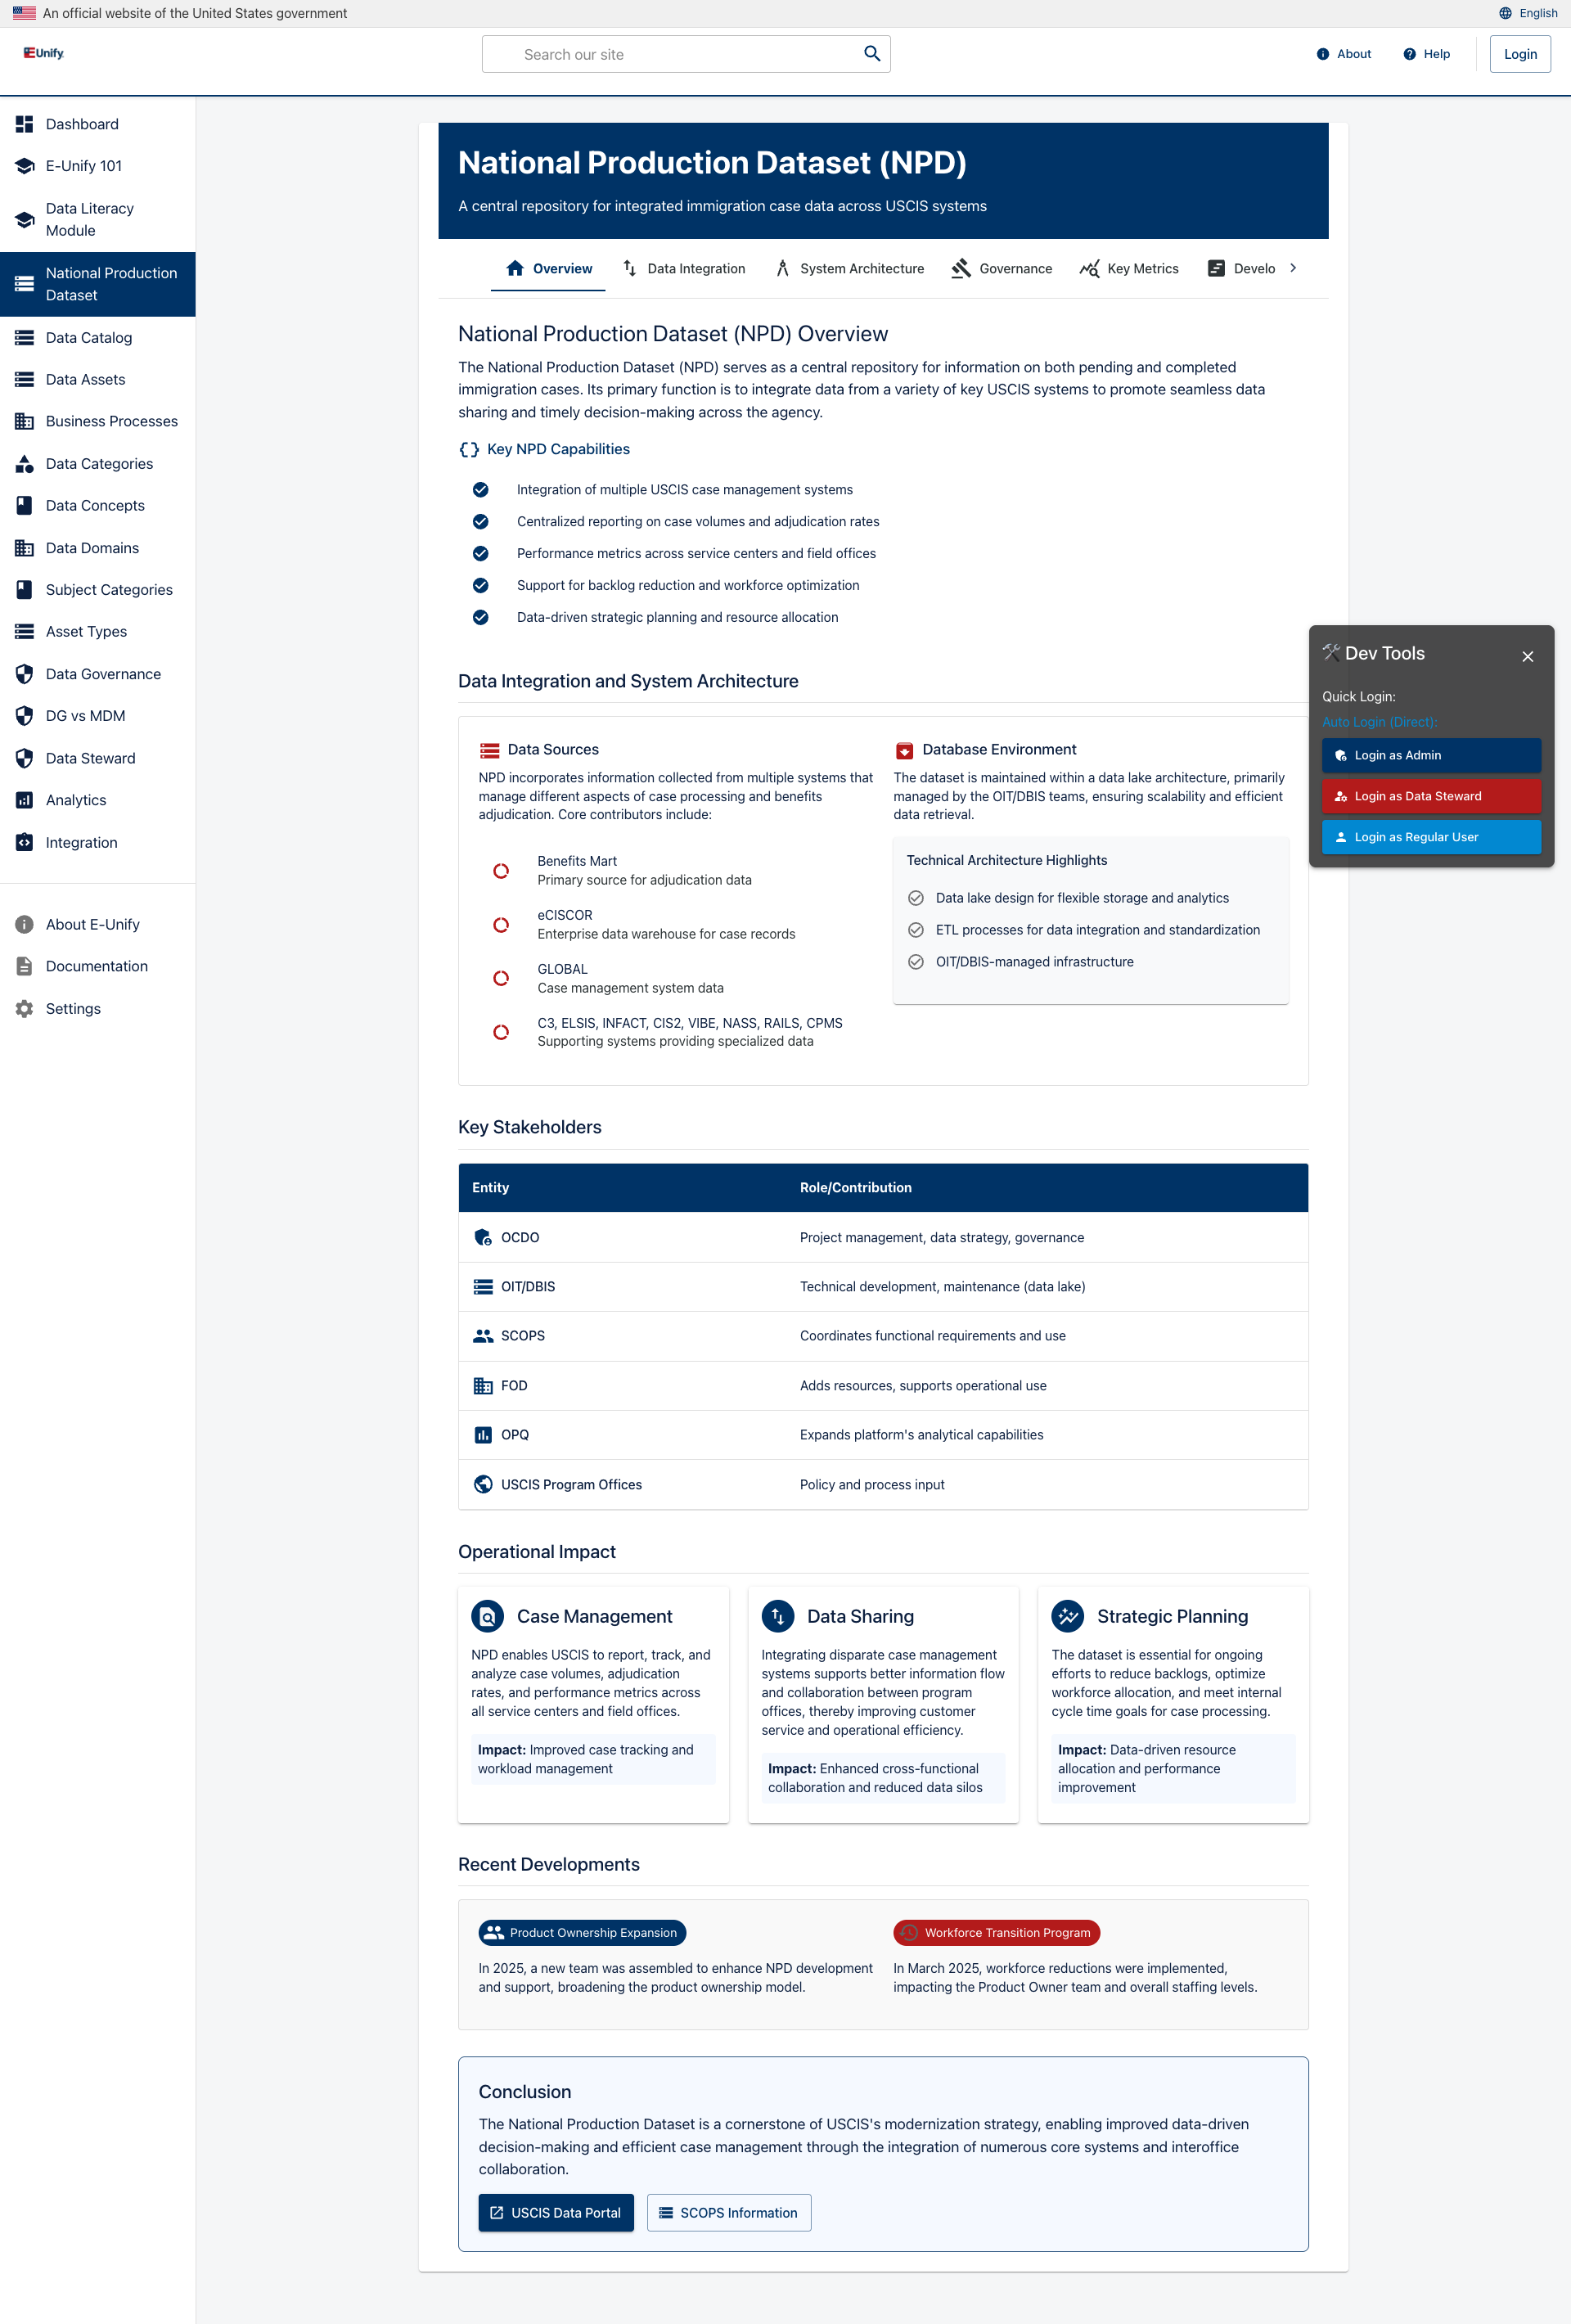 An official website of the United States government
English
EUnify
Search our site
About
Help
Login
Dashboard
E-Unify 101
Data Literacy
Module
National Production
Dataset
Data Catalog
Data Assets
Business Processes
Data Categories
Data Concepts
Data Domains
Subject Categories
Asset Types
Data Governance
DG vs MDM
Data Steward
Analytics
Integration
About E-Unify
Documentation
Settings
National Production Dataset (NPD)
A central repository for integrated immigration case data across USCIS systems
Overview
Data Integration
System Architecture
Governance
Key Metrics
Develo
National Production Dataset (NPD) Overview
The National Production Dataset (NPD) serves as a central repository for information on both pending and completed
immigration cases. Its primary function is to integrate data from a variety of key USCIS systems to promote seamless data
sharing and timely decision-making across the agency.
Key NPD Capabilities
Integration of multiple USCIS case management systems
Centralized reporting on case volumes and adjudication rates
Performance metrics across service centers and field offices
Support for backlog reduction and workforce optimization
Data-driven strategic planning and resource allocation
Data Integration and System Architecture
Data Sources
NPD incorporates information collected from multiple systems that
manage different aspects of case processing and benefits
adjudication. Core contributors include:
Benefits Mart
Primary source for adjudication data
eCISCOR
Enterprise data warehouse for case records
GLOBAL
Case management system data
C3, ELSIS, INFACT, CIS2, VIBE, NASS, RAILS, CPMS
Supporting systems providing specialized data
Database Environment
The dataset is maintained within a data lake architecture, primarily
managed by the OIT/DBIS teams, ensuring scalability and efficient
data retrieval.
Technical Architecture Highlights
Data lake design for flexible storage and analytics
ETL processes for data integration and standardization
OIT/DBIS-managed infrastructure
Key Stakeholders
Entity
Role/Contribution
OCDO
Project management, data strategy, governance
OIT/DBIS
Technical development, maintenance (data lake)
SCOPS
Coordinates functional requirements and use
FOD
Adds resources, supports operational use
OPQ
Expands platform's analytical capabilities
USCIS Program Offices
Policy and process input
Operational Impact
Case Management
NPD enables USCIS to report, track, and
analyze case volumes, adjudication
rates, and performance metrics across
all service centers and field offices.
Impact: Improved case tracking and
workload management
Data Sharing
Integrating disparate case management
systems supports better information flow
and collaboration between program
offices, thereby improving customer
service and operational efficiency.
Impact: Enhanced cross-functional
collaboration and reduced data silos
Strategic Planning
The dataset is essential for ongoing
efforts to reduce backlogs, optimize
workforce allocation, and meet internal
cycle time goals for case processing.
Impact: Data-driven resource
allocation and performance
improvement
Recent Developments
Product Ownership Expansion
In 2025, a new team was assembled to enhance NPD development
and support, broadening the product ownership model.
Workforce Transition Program
In March 2025, workforce reductions were implemented,
impacting the Product Owner team and overall staffing levels.
Conclusion
The National Production Dataset is a cornerstone of USCIS's modernization strategy, enabling improved data-driven
decision-making and efficient case management through the integration of numerous core systems and interoffice
collaboration.
USCIS Data Portal
SCOPS Information
Dev Tools
Quick Login:
Auto Login (Direct):
Login as Admin
Login as Data Steward
Login as Regular User